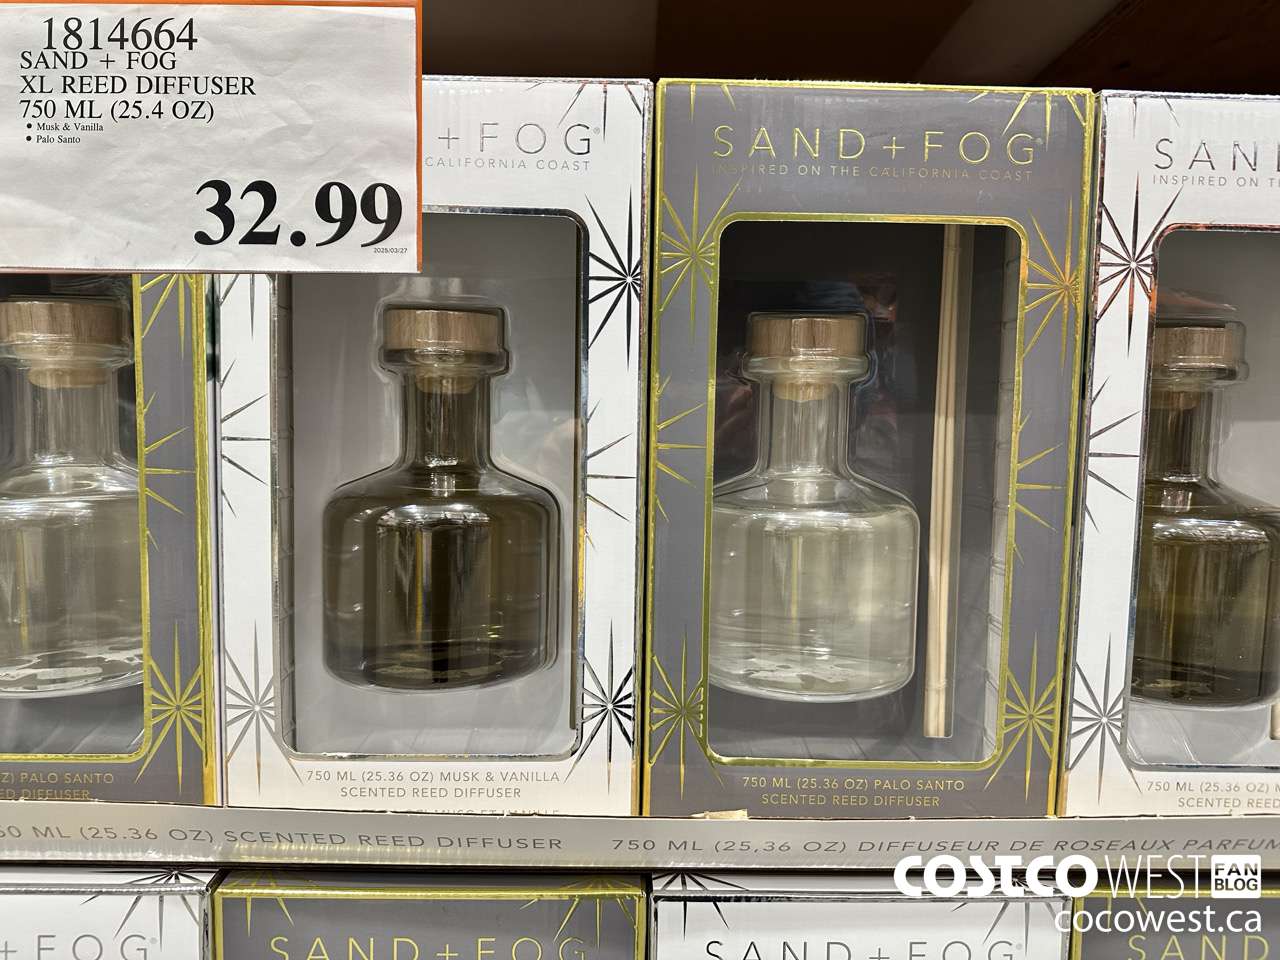 1814664
SAND + FOG
XL REED DIFFUSER
750 ML (25.4 OZ)
• Musk & Vanilla
• Palo Santo
32.99
+ FOG®
CALIFORNIA COAST
SAND + FOG®
INSPIRED ON THE CALIFORNIA COAST
SAN
INSPIRED ON
Z) PALO SANTO
ED DIFFUSER
750 ML (25.36 OZ) MUSK & VANILLA
SCENTED REED DIFFUSER
750 ML (25.36 OZ) PALO SANTO
SCENTED REED DIFFUSER
750 ML (25.36 OZ)
SCENTED REED
50 ML (25.36 OZ) SCENTED REED DIFFUSER
750 ML (25,36 OZ) DIFFUSEUR DE ROSEAUX PARFUM
COSTCO WEST FAN BLOG
cocowest.ca
+ FOG®
SAND + FOG
SAND + FOG®
SAND